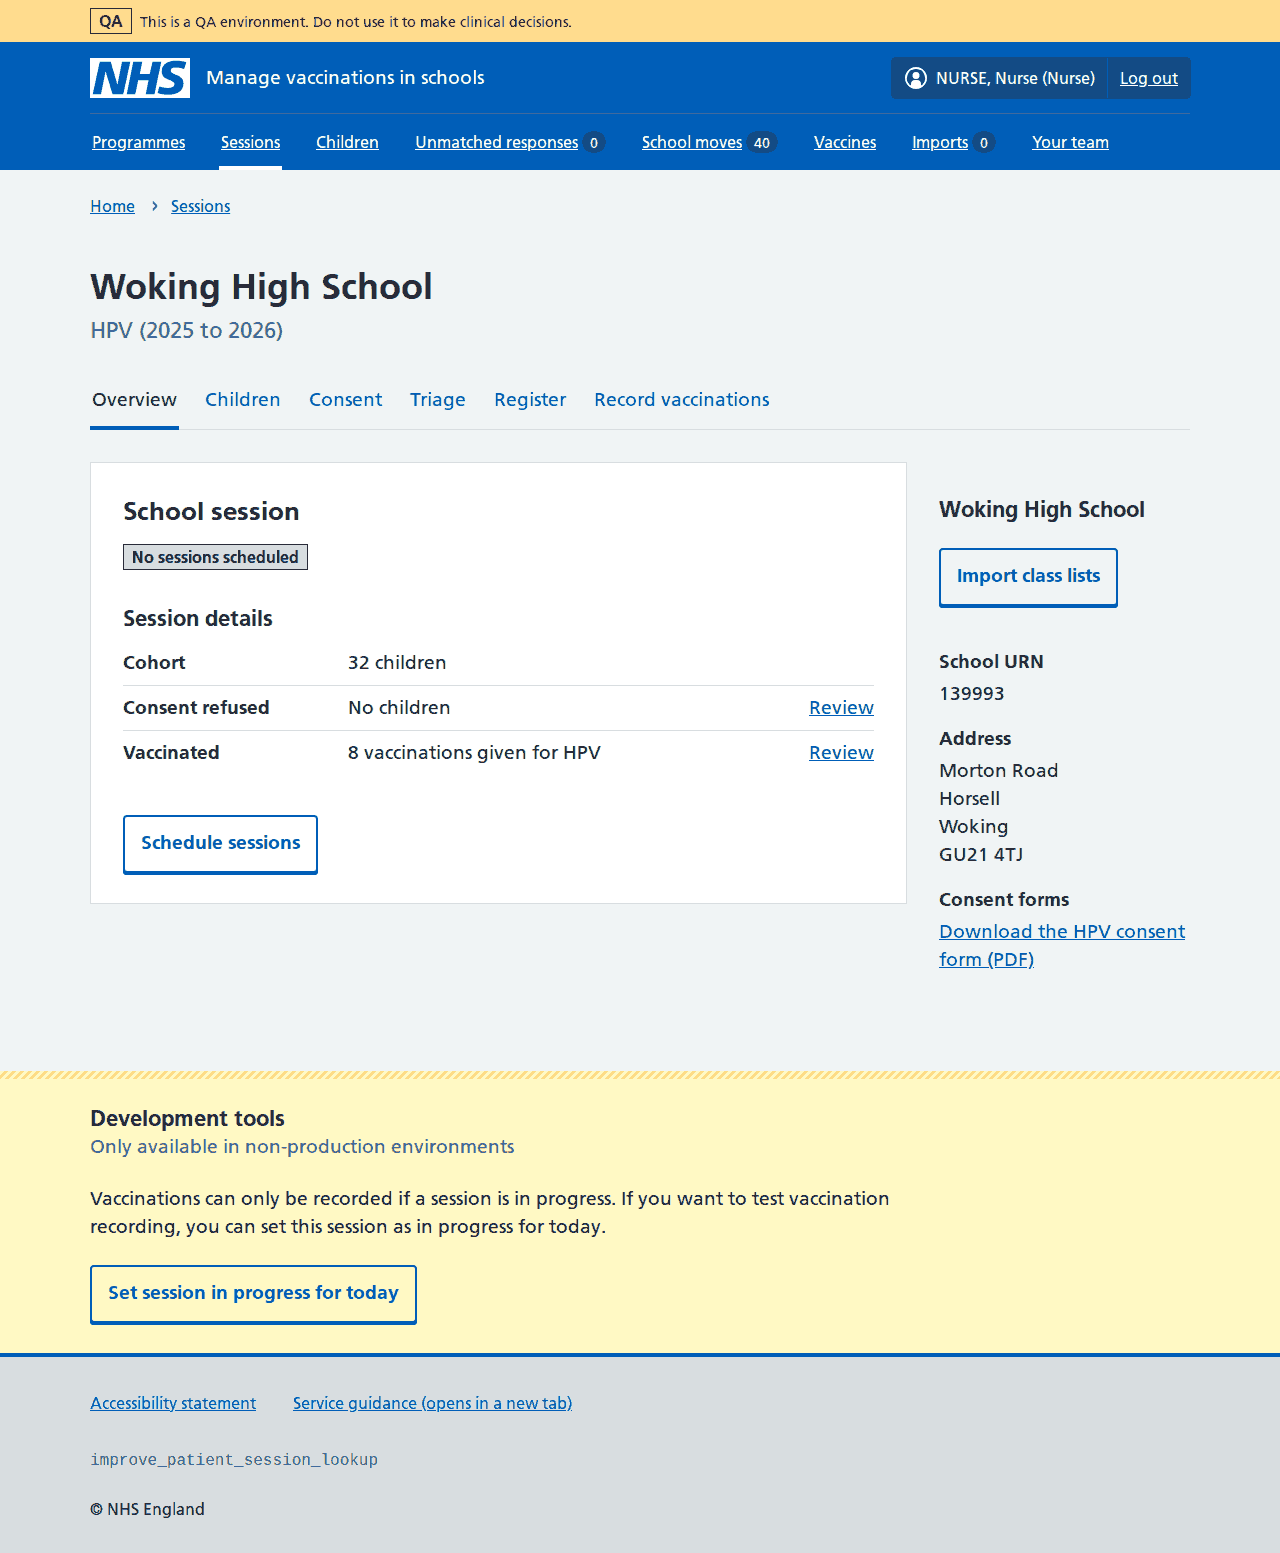 QA This is a QA environment. Do not use it to make clinical decisions.
NHS Manage vaccinations in schools NURSE, Nurse (Nurse) Log out
Programmes Sessions Children Unmatched responses 0 School moves 40 Vaccines Imports 0 Your team
Home › Sessions
Woking High School
HPV (2025 to 2026)
Overview Children Consent Triage Register Record vaccinations
School session
No sessions scheduled
Session details
Cohort 32 children
Consent refused No children Review
Vaccinated 8 vaccinations given for HPV Review
Schedule sessions
Woking High School
Import class lists
School URN
139993
Address
Morton Road
Horsell
Woking
GU21 4TJ
Consent forms
Download the HPV consent
form (PDF)
Development tools
Only available in non-production environments
Vaccinations can only be recorded if a session is in progress. If you want to test vaccination
recording, you can set this session as in progress for today.
Set session in progress for today
Accessibility statement Service guidance (opens in a new tab)
improve_patient_session_lookup
© NHS England